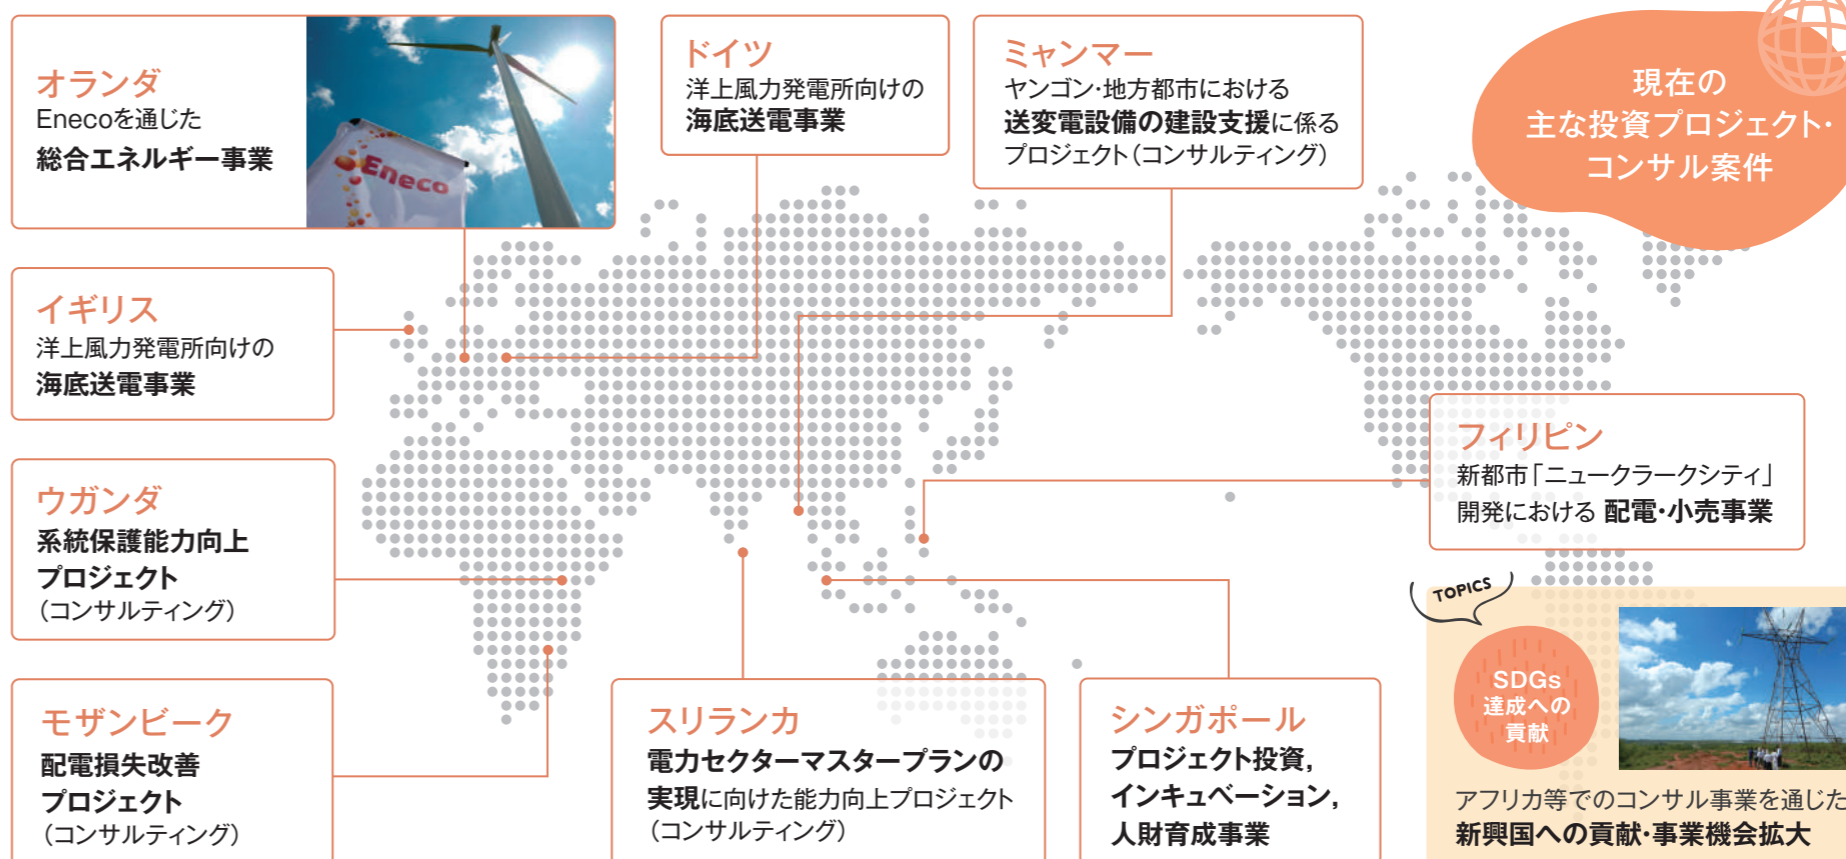 オランダ
Enecoを通じた
総合エネルギー事業
Eneco
ドイツ
洋上風力発電所向けの
海底送電事業
ミャンマー
ヤンゴン･地方都市における
送変電設備の建設支援に係る
プロジェクト（コンサルティング）
現在の
主な投資プロジェクト･
コンサル案件
イギリス
洋上風力発電所向けの
海底送電事業
ウガンダ
系統保護能力向上
プロジェクト
（コンサルティング）
フィリピン
新都市「ニュークラークシティ」
開発における 配電･小売事業
モザンビーク
配電損失改善
プロジェクト
（コンサルティング）
スリランカ
電力セクターマスタープランの
実現に向けた能力向上プロジェクト
（コンサルティング）
シンガポール
プロジェクト投資，
インキュベーション，
人財育成事業
TOPICS
SDGs
達成への
貢献
アフリカ等でのコンサル事業を通じた
新興国への貢献･事業機会拡大